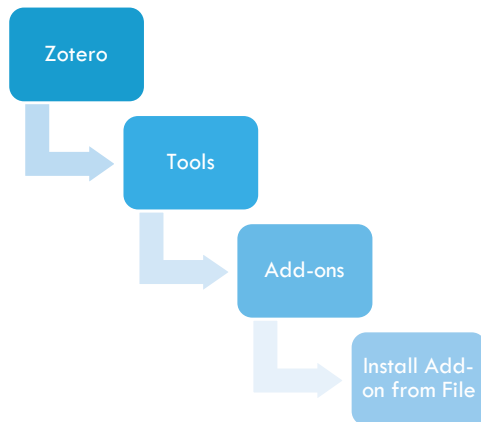 Zotero
Tools
Add-ons
Install Add-
on from File